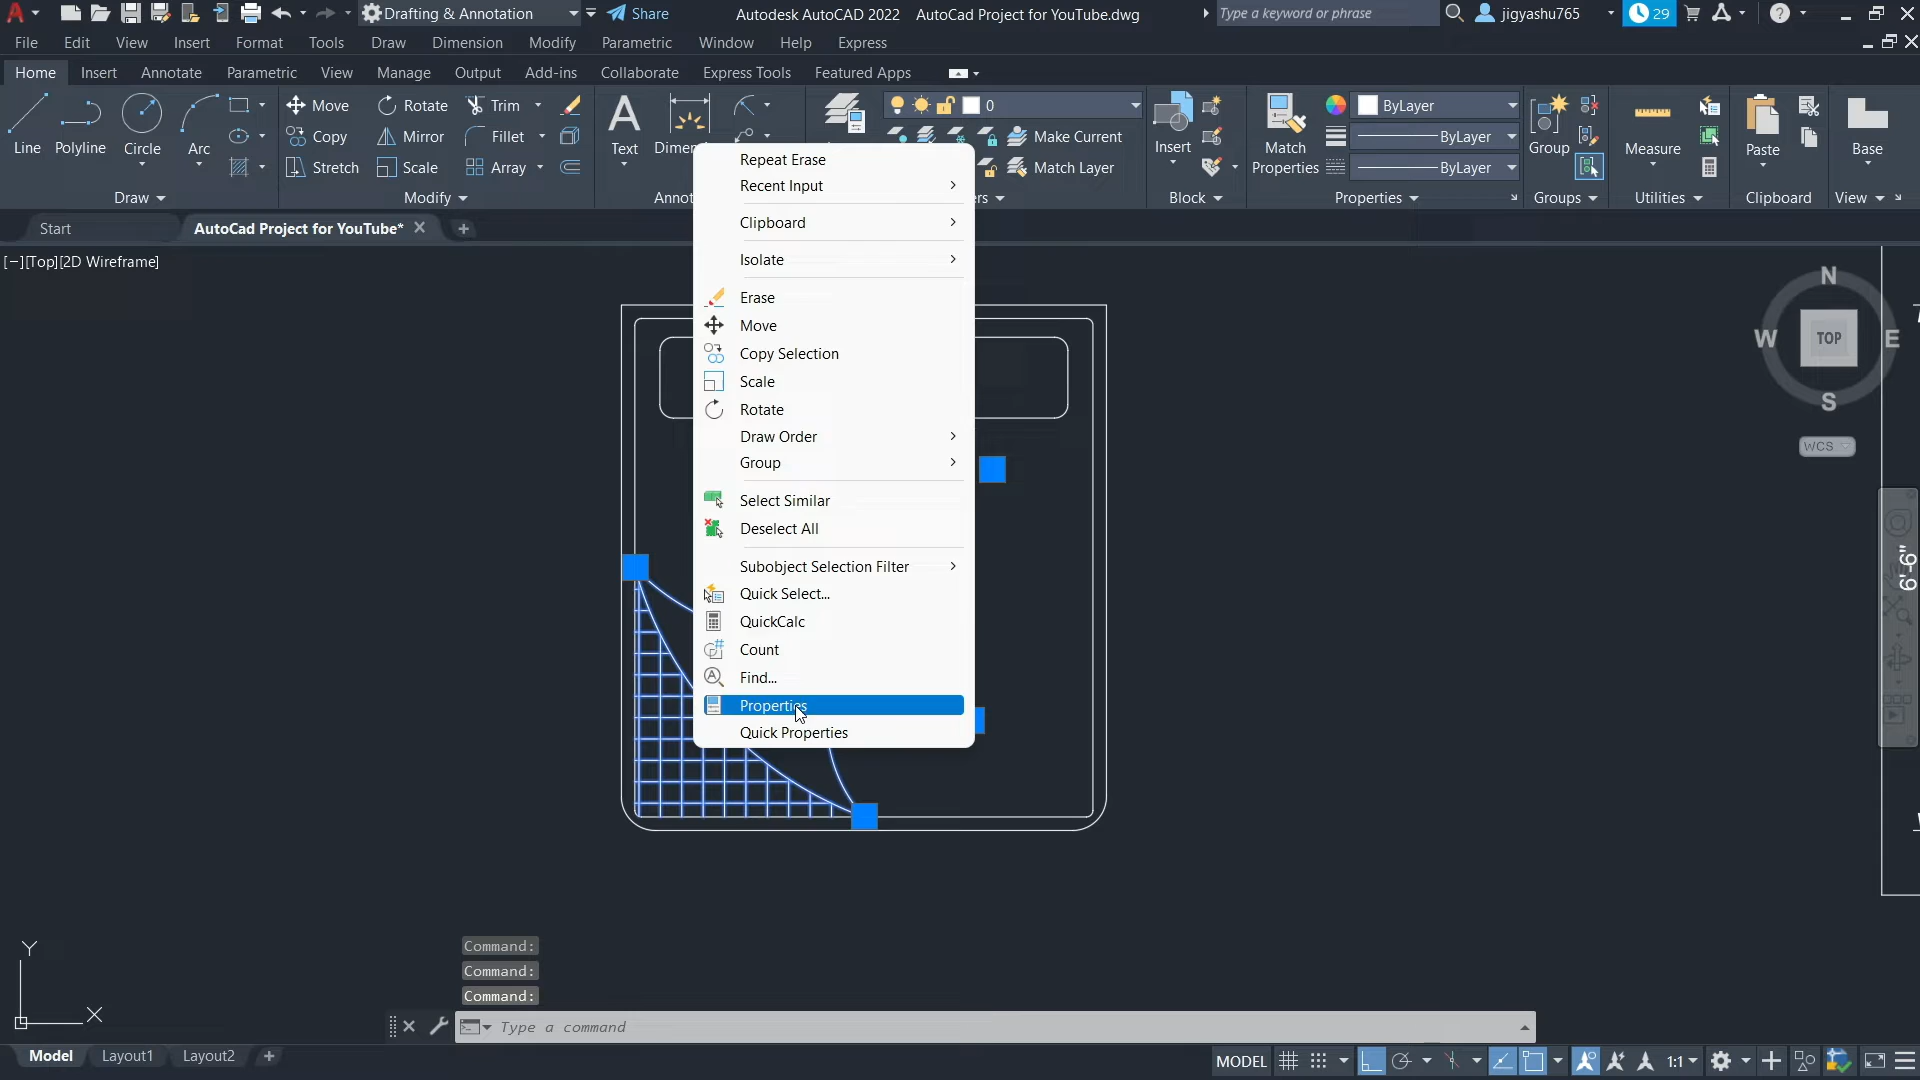 Drafting & Annotation
Share
Autodesk AutoCAD 2022 AutoCad Project for YouTube.dwg
Type a keyword or phrase
jigyashu765
29
File Edit View Insert Format Tools Draw Dimension Modify Parametric Window Help Express
Home Insert Annotate Parametric View Manage Output Add-ins Collaborate Express Tools Featured Apps
Line Polyline Circle Arc
Move Rotate Trim
Copy Mirror Fillet
Stretch Scale Array
Text
0
Make Current
Match Layer
Insert
Match Properties
ByLayer
ByLayer
ByLayer
Group
Measure
Paste
Base
Draw Modify Block Properties Groups Utilities Clipboard View
Start
AutoCad Project for YouTube*
[−][Top][2D Wireframe]
Repeat Erase
Recent Input
Clipboard
Isolate
Erase
Move
Copy Selection
Scale
Rotate
Draw Order
Group
Select Similar
Deselect All
Subobject Selection Filter
Quick Select...
QuickCalc
Count
Find...
Properties
Quick Properties
N
W TOP E
S
WCS
6'-6"
Y
X
Command:
Command:
Command:
Type a command
Model Layout1 Layout2
MODEL
1:1